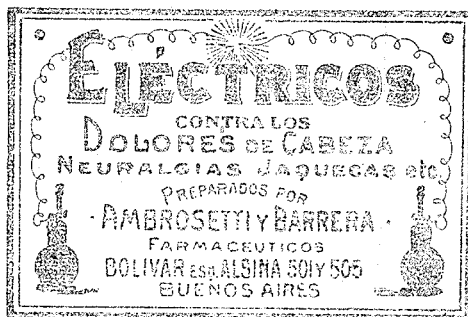 ELÉCTRICOS
CONTRA LOS
DOLORES DE CABEZA
NEURALGIAS JAQUECAS etc.
PREPARADOS POR
AMBROSETTI Y BARRERA
FARMACEUTICOS
BOLIVAR ESQ. ALSINA 501 Y 505
BUENOS AIRES